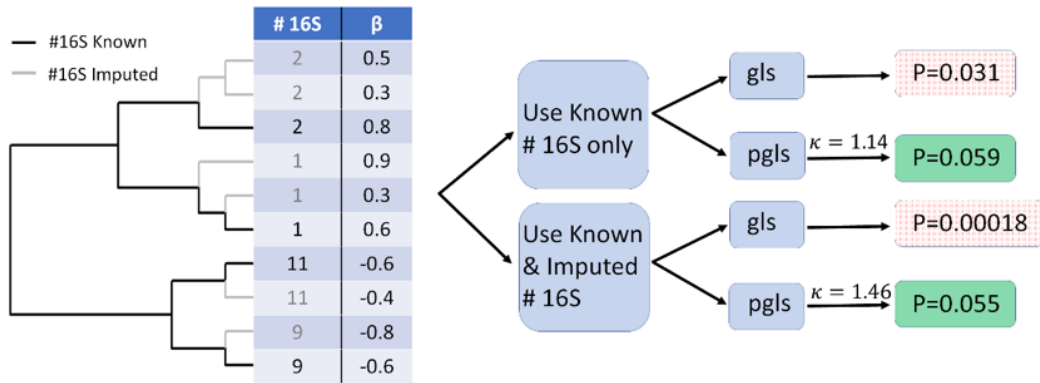 #16S Known
#16S Imputed
# 16S β
2 0.5
2 0.3
2 0.8
1 0.9
1 0.3
1 0.6
11 -0.6
11 -0.4
9 -0.8
9 -0.6
Use Known
# 16S only
gls
P=0.031
pgls
κ = 1.14
P=0.059
Use Known
& Imputed
# 16S
gls
P=0.00018
pgls
κ = 1.46
P=0.055